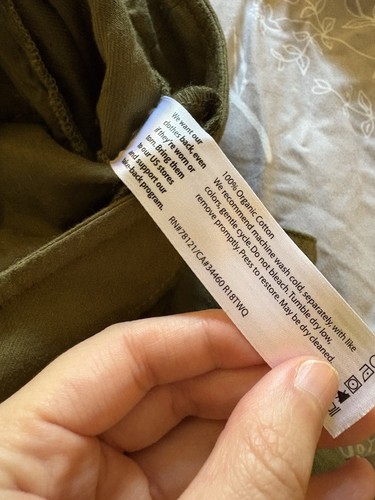 We want our
clothes back, even
if they're worn or
torn. Bring them
to our US stores
and support our
take-back program.
100% Organic Cotton
We recommend machine wash cold, separately, with like
colors, gentle cycle. Do not bleach. Tumble dry low,
remove promptly. Press to restore. May be dry cleaned.
RN#78121/CA#34460 R18TWQ